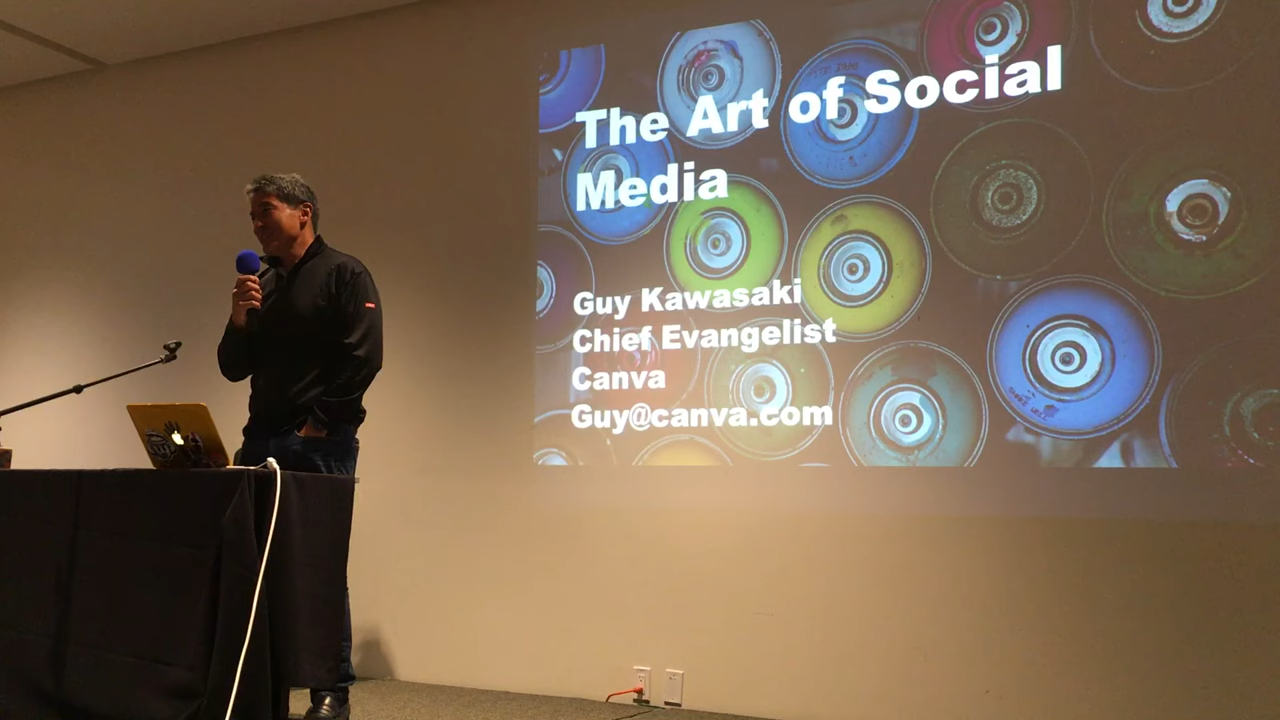 The Art of Social
Media
Guy Kawasaki
Chief Evangelist
Canva
Guy@canva.com